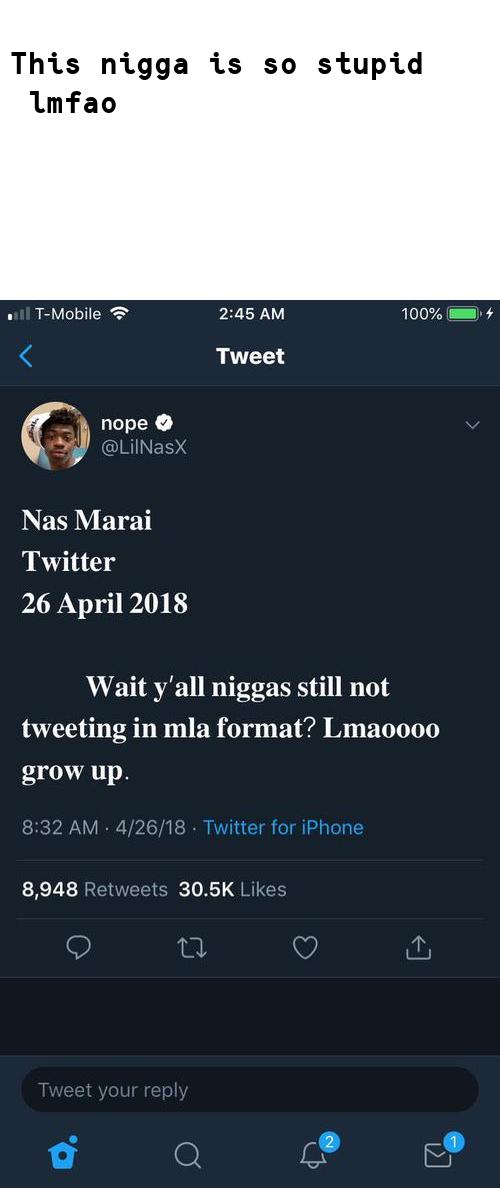 This nigga is so stupid
lmfao
T-Mobile 2:45 AM 100%
Tweet
nope
@LilNasX
Nas Marai
Twitter
26 April 2018
Wait y'all niggas still not
tweeting in mla format? Lmaoooo
grow up.
8:32 AM · 4/26/18 · Twitter for iPhone
8,948 Retweets 30.5K Likes
Tweet your reply
2 1